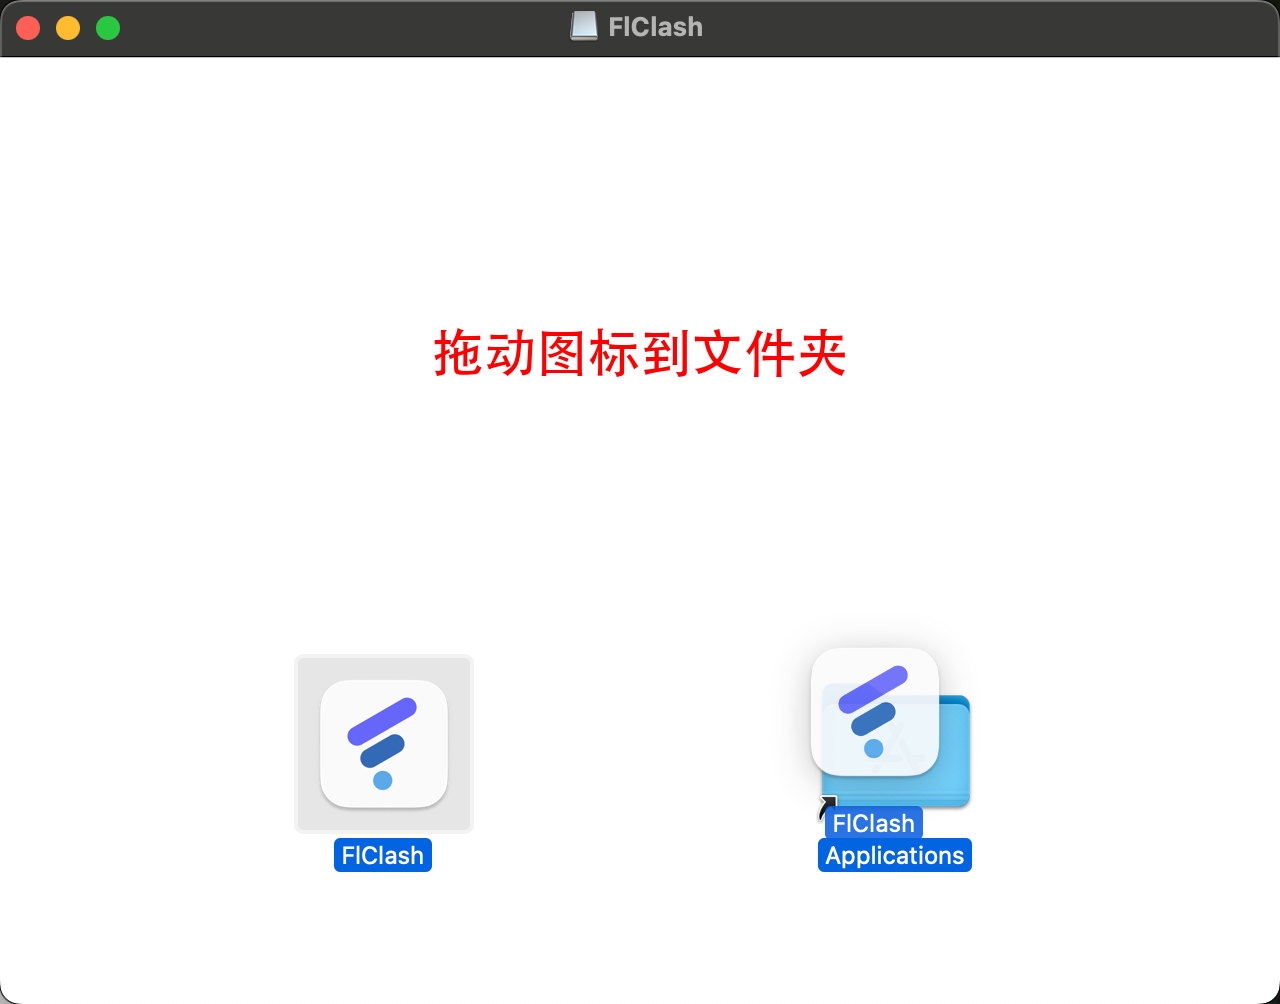 FlClash
拖动图标到文件夹
FlClash
FlClash
Applications